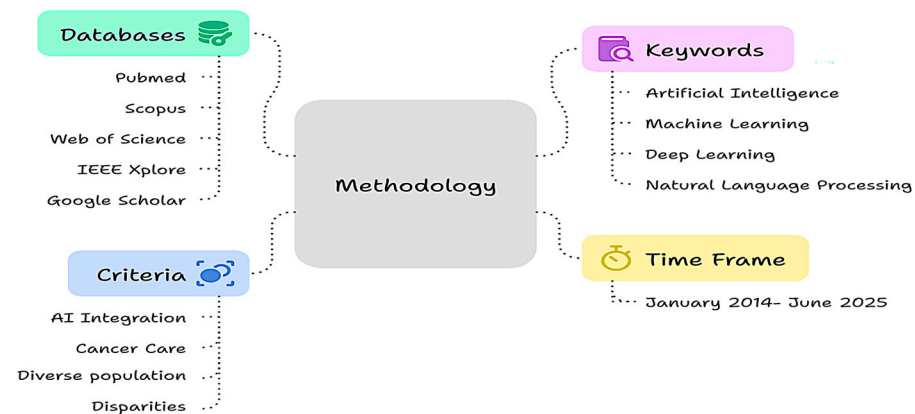 Databases
Pubmed
Scopus
Web of Science
IEEE Xplore
Google Scholar
Criteria
AI Integration
Cancer Care
Diverse population
Disparities
Methodology
Keywords
Artificial Intelligence
Machine Learning
Deep Learning
Natural Language Processing
Time Frame
January 2014- June 2025